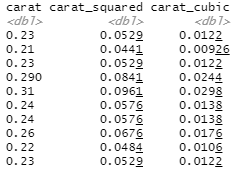 carat carat_squared carat_cubic
<dbl> <dbl> <dbl>
0.23 0.0529 0.0122
0.21 0.0441 0.00926
0.23 0.0529 0.0122
0.290 0.0841 0.0244
0.31 0.0961 0.0298
0.24 0.0576 0.0138
0.24 0.0576 0.0138
0.26 0.0676 0.0176
0.22 0.0484 0.0106
0.23 0.0529 0.0122